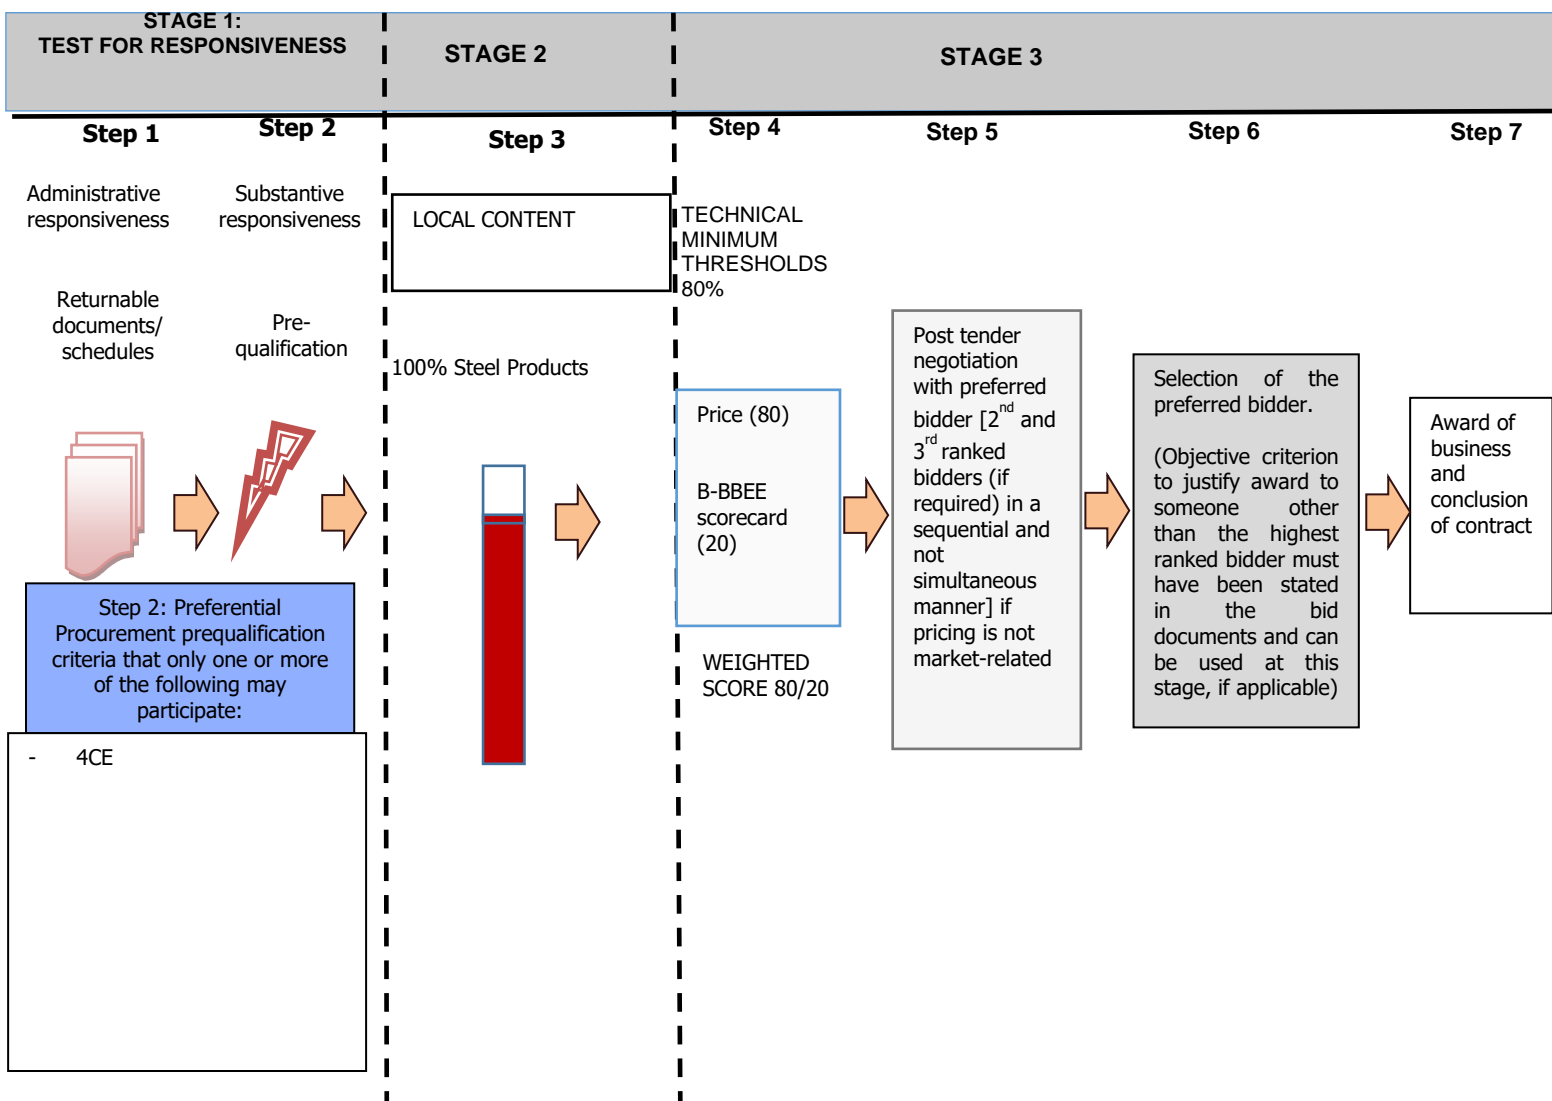 STAGE 1:
TEST FOR RESPONSIVENESS
STAGE 2
STAGE 3
Step 1
Step 2
Step 3
Step 4
Step 5
Step 6
Step 7
Administrative
responsiveness
Returnable
documents/
schedules
Substantive
responsiveness
Pre-
qualification
Step 2: Preferential
Procurement prequalification
criteria that only one or more
of the following may
participate:
- 4CE
LOCAL CONTENT
100% Steel Products
TECHNICAL
MINIMUM
THRESHOLDS
80%
Price (80)
B-BBEE
scorecard
(20)
WEIGHTED
SCORE 80/20
Post tender
negotiation
with preferred
bidder [2nd and
3rd ranked
bidders (if
required) in a
sequential and
not
simultaneous
manner] if
pricing is not
market-related
Selection of the
preferred bidder.
(Objective criterion
to justify award to
someone other
than the highest
ranked bidder must
have been stated
in the bid
documents and can
be used at this
stage, if applicable)
Award of
business
and
conclusion
of contract